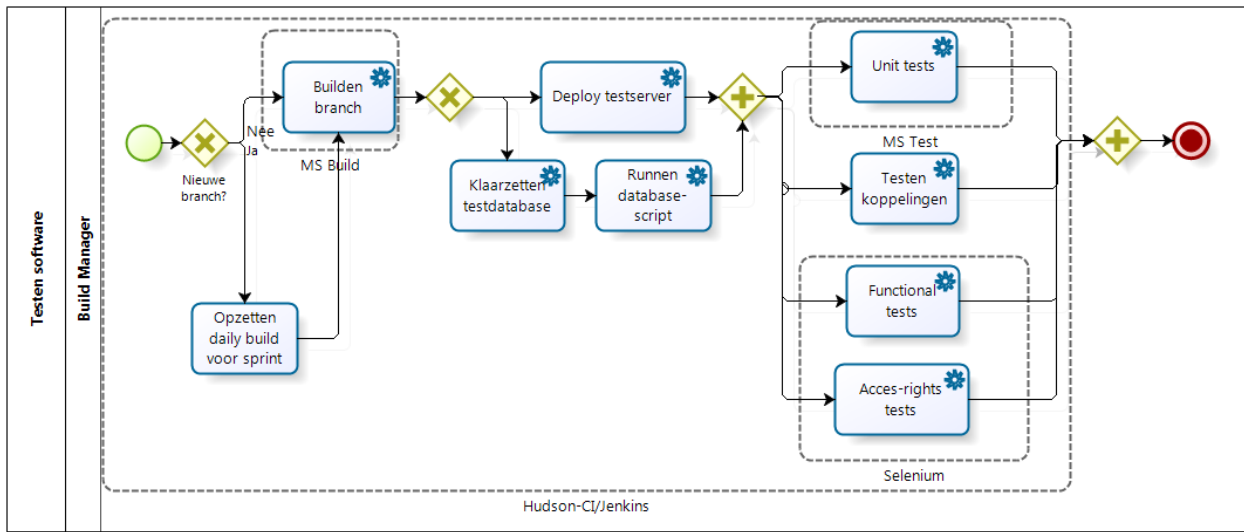 Testen software
Build Manager
Nieuwe
branch?
Nee
Ja
Builden
branch
MS Build
Opzetten
daily build
voor sprint
Deploy testserver
Klaarzetten
testdatabase
Runnen
database-
script
Unit tests
MS Test
Testen
koppelingen
Functional
tests
Acces-rights
tests
Selenium
Hudson-CI/Jenkins